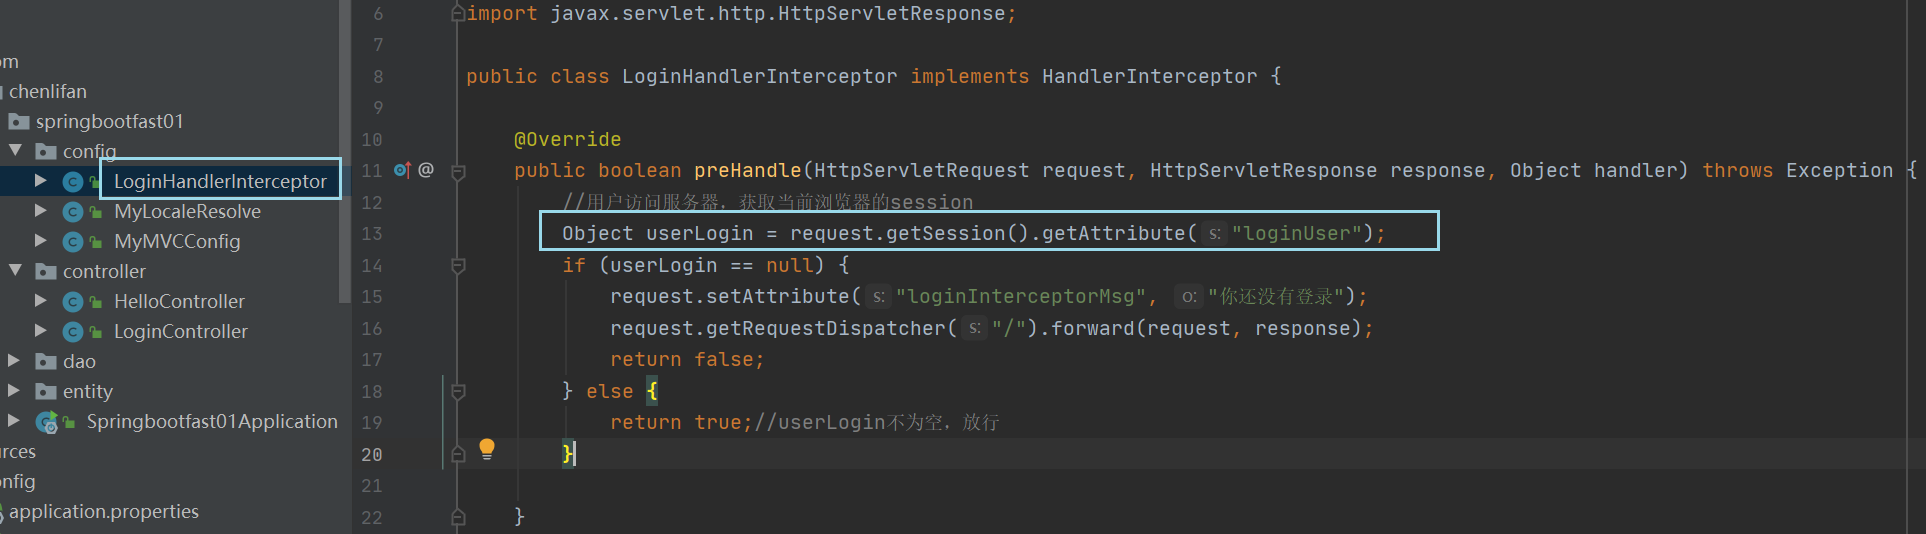 om
chenlifan
springbootfast01
config
LoginHandlerInterceptor
MyLocaleResolve
MyMVCConfig
controller
HelloController
LoginController
dao
entity
Springbootfast01Application
urces
onfig
application.properties
6 import javax.servlet.http.HttpServletResponse;
7
8 public class LoginHandlerInterceptor implements HandlerInterceptor {
9
10 @Override
11 @ public boolean preHandle(HttpServletRequest request, HttpServletResponse response, Object handler) throws Exception {
12 //用户访问服务器，获取当前浏览器的session
13 Object userLogin = request.getSession().getAttribute( s: "loginUser");
14 if (userLogin == null) {
15 request.setAttribute( s: "loginInterceptorMsg", o: "你还没有登录");
16 request.getRequestDispatcher( s: "/").forward(request, response);
17 return false;
18 } else {
19 return true;//userLogin不为空，放行
20 }
21
22 }